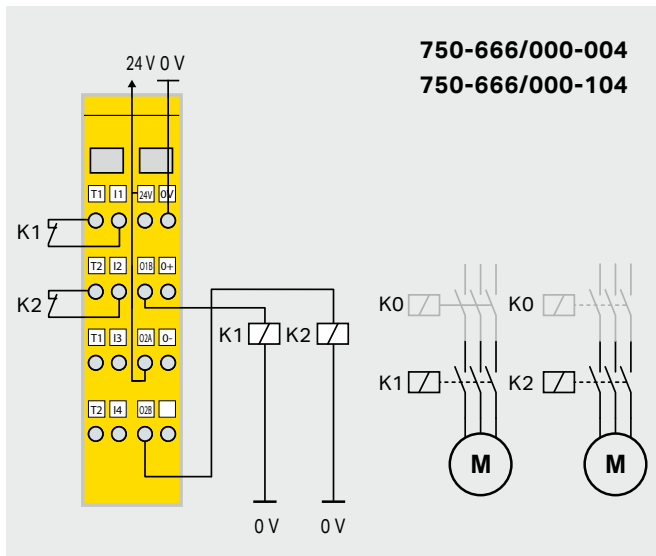 750-666/000-004
750-666/000-104
24 V 0 V
T1 I1 24V 0V
K1
T2 I2 O1B 0+
K2
K1 K2
T1 I3 O2A 0-
T2 I4 O2B
0 V 0 V
K0 K0
K1 K2
M M